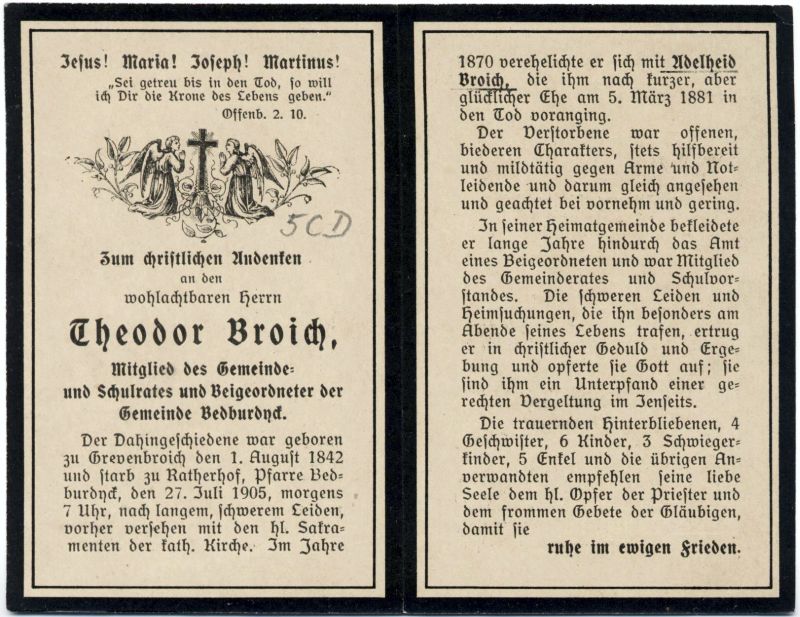 Jesus! Maria! Joseph! Martinus!
„Sei getreu bis in den Tod, so will
ich Dir die Krone des Lebens geben.“
Offenb. 2. 10.
5CD
Zum christlichen Andenken
an den
wohlachtbaren Herrn
Theodor Broich,
Mitglied des Gemeinde-
und Schulrates und Beigeordneter der
Gemeinde Bedburdyck.
Der Dahingeschiedene war geboren
zu Grevenbroich den 1. August 1842
und starb zu Ratherhof, Pfarre Bed-
burdyck, den 27. Juli 1905, morgens
7 Uhr, nach langem, schwerem Leiden,
vorher versehen mit den hl. Sakra-
menten der kath. Kirche. Im Jahre
1870 verehelichte er sich mit Adelheid
Broich, die ihm nach kurzer, aber
glücklicher Ehe am 5. März 1881 in
den Tod voranging.
Der Verstorbene war offenen,
biederen Charakters, stets hilfsbereit
und mildtätig gegen Arme und Not-
leidende und darum gleich angesehen
und geachtet bei vornehm und gering.
In seiner Heimatgemeinde bekleidete
er lange Jahre hindurch das Amt
eines Beigeordneten und war Mitglied
des Gemeinderates und Schulvor-
standes. Die schweren Leiden und
Heimsuchungen, die ihn besonders am
Abende seines Lebens trafen, ertrug
er in christlicher Geduld und Erge-
bung und opferte sie Gott auf; sie
sind ihm ein Unterpfand einer ge-
rechten Vergeltung im Jenseits.
Die trauernden Hinterbliebenen, 4
Geschwister, 6 Kinder, 3 Schwieger-
kinder, 5 Enkel und die übrigen An-
verwandten empfehlen seine liebe
Seele dem hl. Opfer der Priester und
dem frommen Gebete der Gläubigen,
damit sie
ruhe im ewigen Frieden.